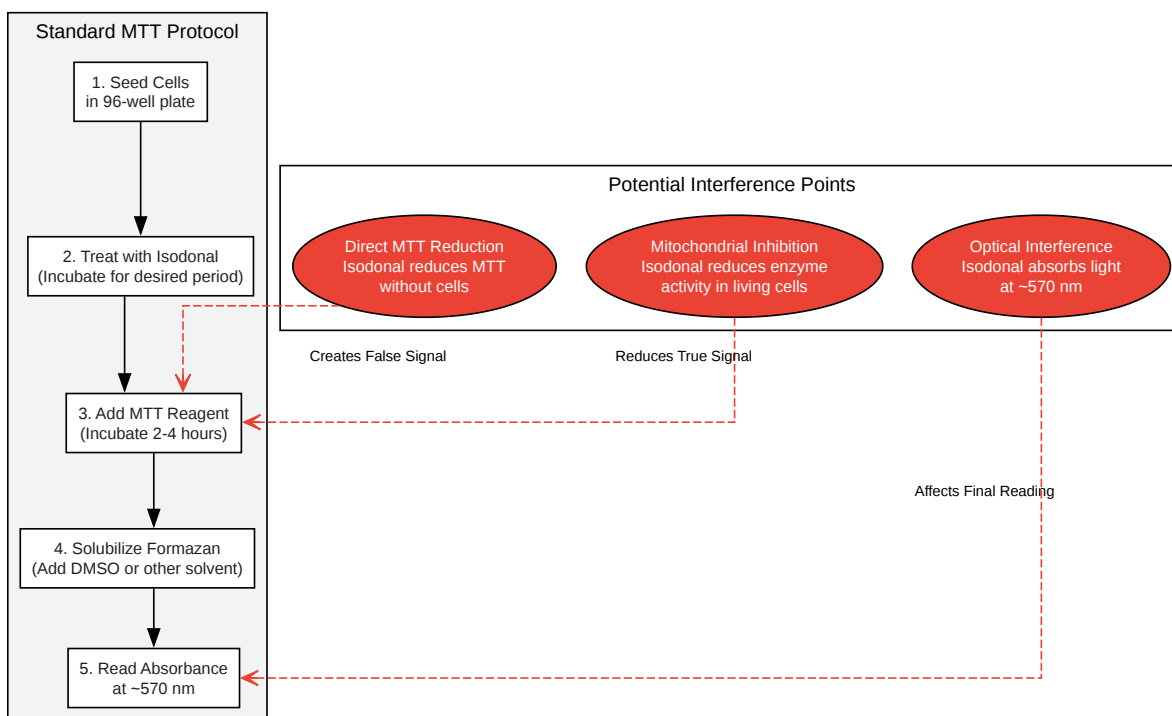 Standard MTT Protocol
1. Seed Cells
in 96-well plate
2. Treat with Isodonal
(Incubate for desired period)
3. Add MTT Reagent
(Incubate 2-4 hours)
4. Solubilize Formazan
(Add DMSO or other solvent)
5. Read Absorbance
at ~570 nm
Potential Interference Points
Direct MTT Reduction
Isodonal reduces MTT
without cells
Mitochondrial Inhibition
Isodonal reduces enzyme
activity in living cells
Optical Interference
Isodonal absorbs light
at ~570 nm
Creates False Signal
Reduces True Signal
Affects Final Reading